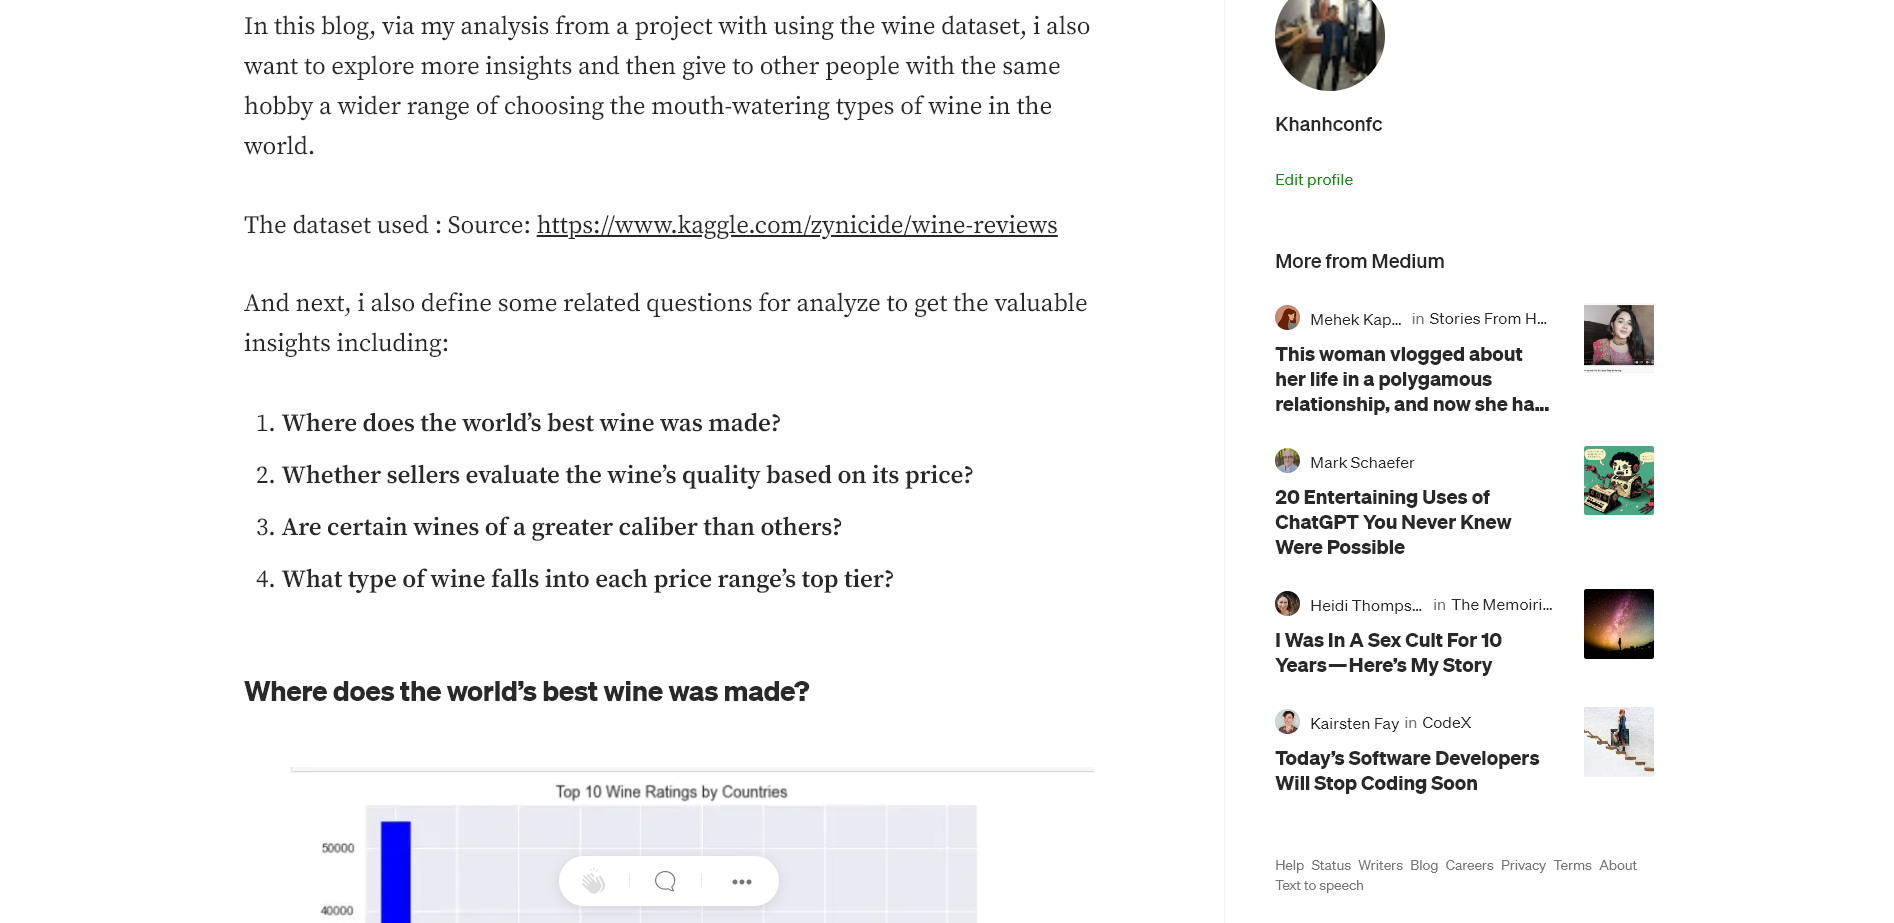 In this blog, via my analysis from a project with using the wine dataset, i also
want to explore more insights and then give to other people with the same
hobby a wider range of choosing the mouth-watering types of wine in the
world.
The dataset used : Source: https://www.kaggle.com/zynicide/wine-reviews
And next, i also define some related questions for analyze to get the valuable
insights including:
1. Where does the world’s best wine was made?
2. Whether sellers evaluate the wine’s quality based on its price?
3. Are certain wines of a greater caliber than others?
4. What type of wine falls into each price range’s top tier?
Where does the world’s best wine was made?
Top 10 Wine Ratings by Countries
50000
40000
Khanhconfc
Edit profile
More from Medium
Mehek Kap... in Stories From H...
This woman vlogged about
her life in a polygamous
relationship, and now she ha...
Mark Schaefer
20 Entertaining Uses of
ChatGPT You Never Knew
Were Possible
Heidi Thomps... in The Memoiri...
I Was In A Sex Cult For 10
Years — Here’s My Story
Kairsten Fay in CodeX
Today’s Software Developers
Will Stop Coding Soon
Help Status Writers Blog Careers Privacy Terms About
Text to speech